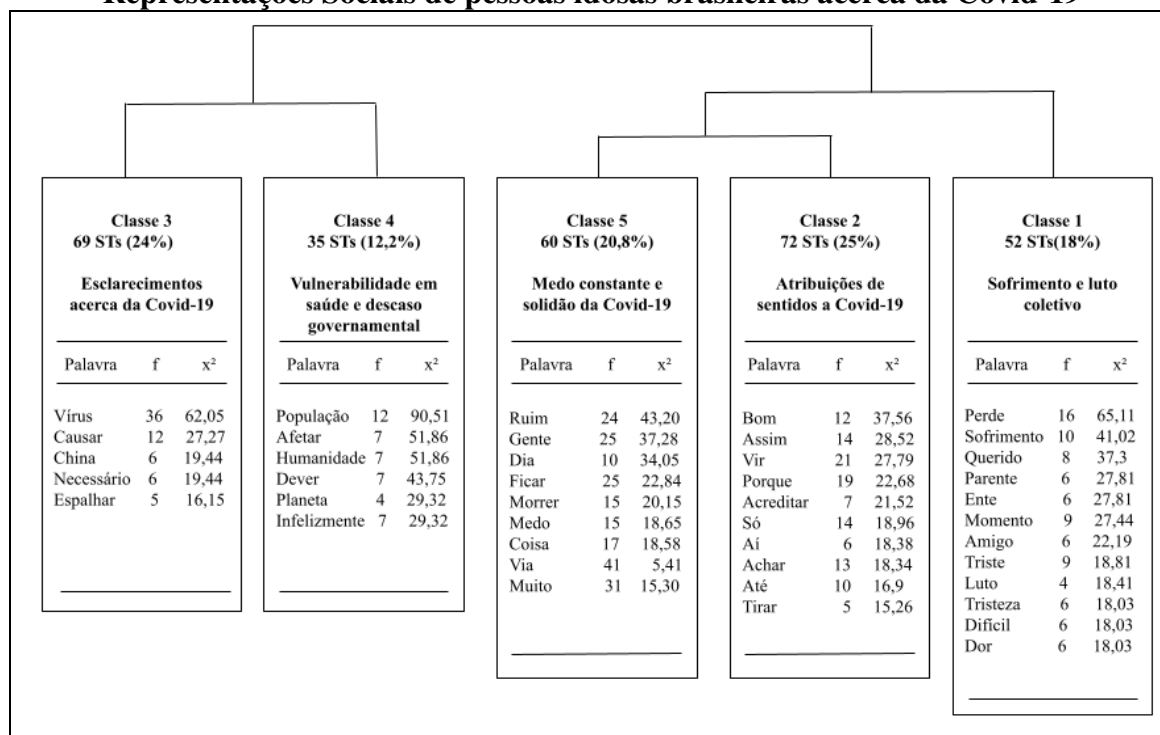 Representações Sociais de pessoas idosas brasileiras acerca da Covid-19
Classe 3
69 STs (24%)
Esclarecimentos
acerca da Covid-19
Palavra f x²
Vírus 36 62,05
Causar 12 27,27
China 6 19,44
Necessário 6 19,44
Espalhar 5 16,15
Classe 4
35 STs (12,2%)
Vulnerabilidade em
saúde e descaso
governamental
Palavra f x²
População 12 90,51
Afetar 7 51,86
Humanidade 7 51,86
Dever 7 43,75
Planeta 4 29,32
Infelizmente 7 29,32
Classe 5
60 STs (20,8%)
Medo constante e
solidão da Covid-19
Palavra f x²
Ruim 24 43,20
Gente 25 37,28
Dia 10 34,05
Ficar 25 22,84
Morrer 15 20,15
Medo 15 18,65
Coisa 17 18,58
Via 41 5,41
Muito 31 15,30
Classe 2
72 STs (25%)
Atribuições de
sentidos a Covid-19
Palavra f x²
Bom 12 37,56
Assim 14 28,52
Vir 21 27,79
Porque 19 22,68
Acreditar 7 21,52
Só 14 18,96
Aí 6 18,38
Achar 13 18,34
Até 10 16,9
Tirar 5 15,26
Classe 1
52 STs(18%)
Sofrimento e luto
coletivo
Palavra f x²
Perde 16 65,11
Sofrimento 10 41,02
Querido 8 37,3
Parente 6 27,81
Ente 6 27,81
Momento 9 27,44
Amigo 6 22,19
Triste 9 18,81
Luto 4 18,41
Tristeza 6 18,03
Difícil 6 18,03
Dor 6 18,03